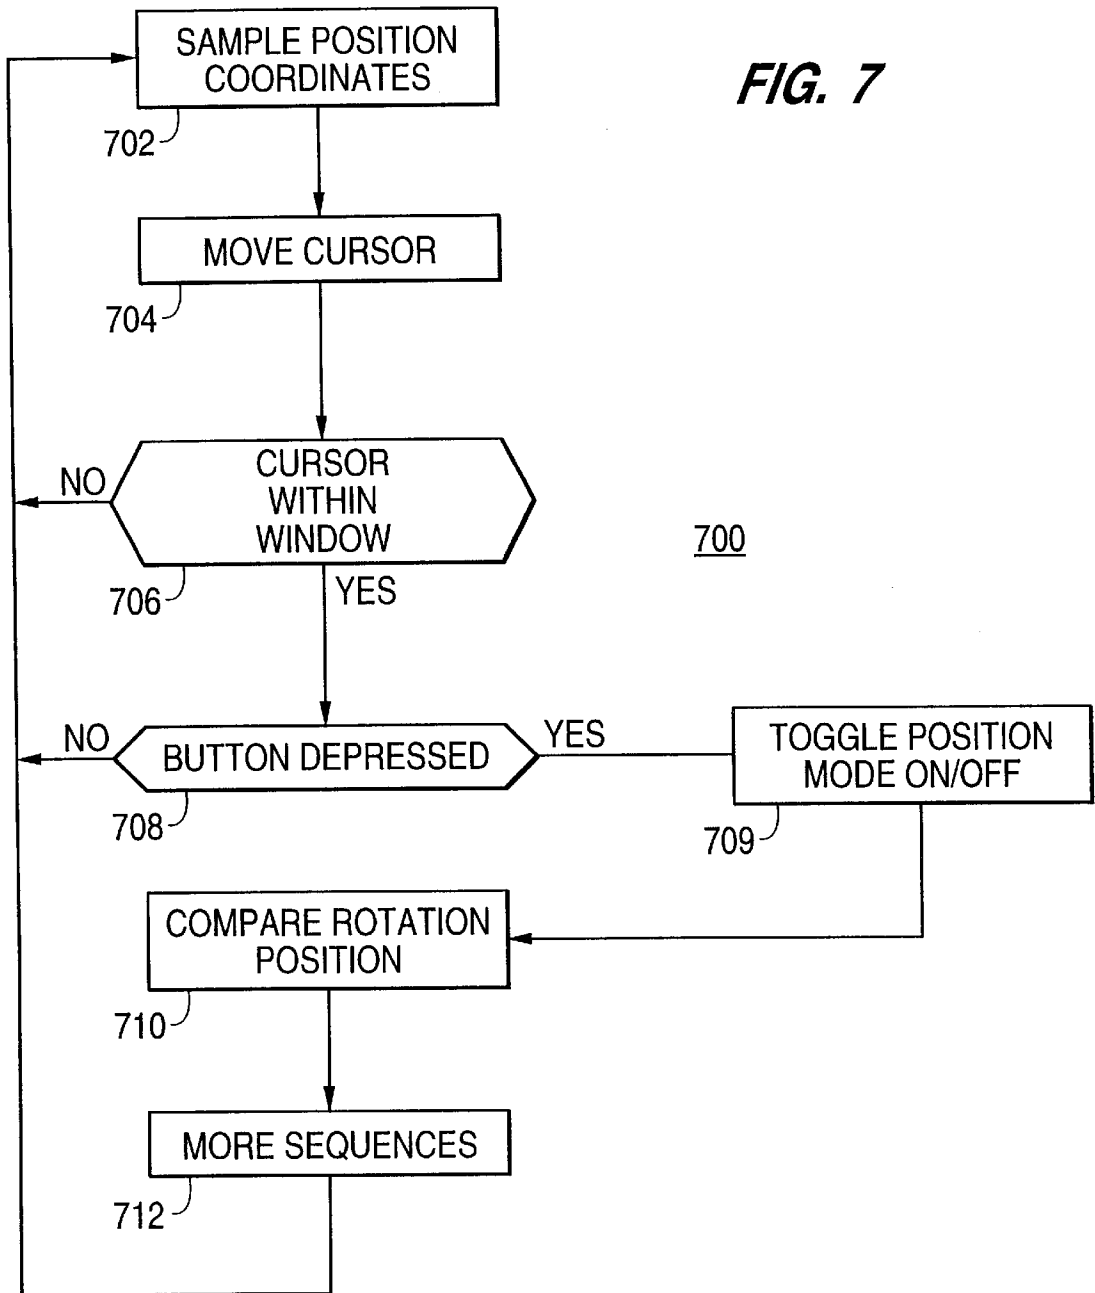 SAMPLE POSITION
COORDINATES
FIG. 7
702
MOVE CURSOR
704
CURSOR
WITHIN
WINDOW
NO
700
706
YES
NO
BUTTON DEPRESSED
YES
TOGGLE POSITION
MODE ON/OFF
708
709
COMPARE ROTATION
POSITION
710
MORE SEQUENCES
712